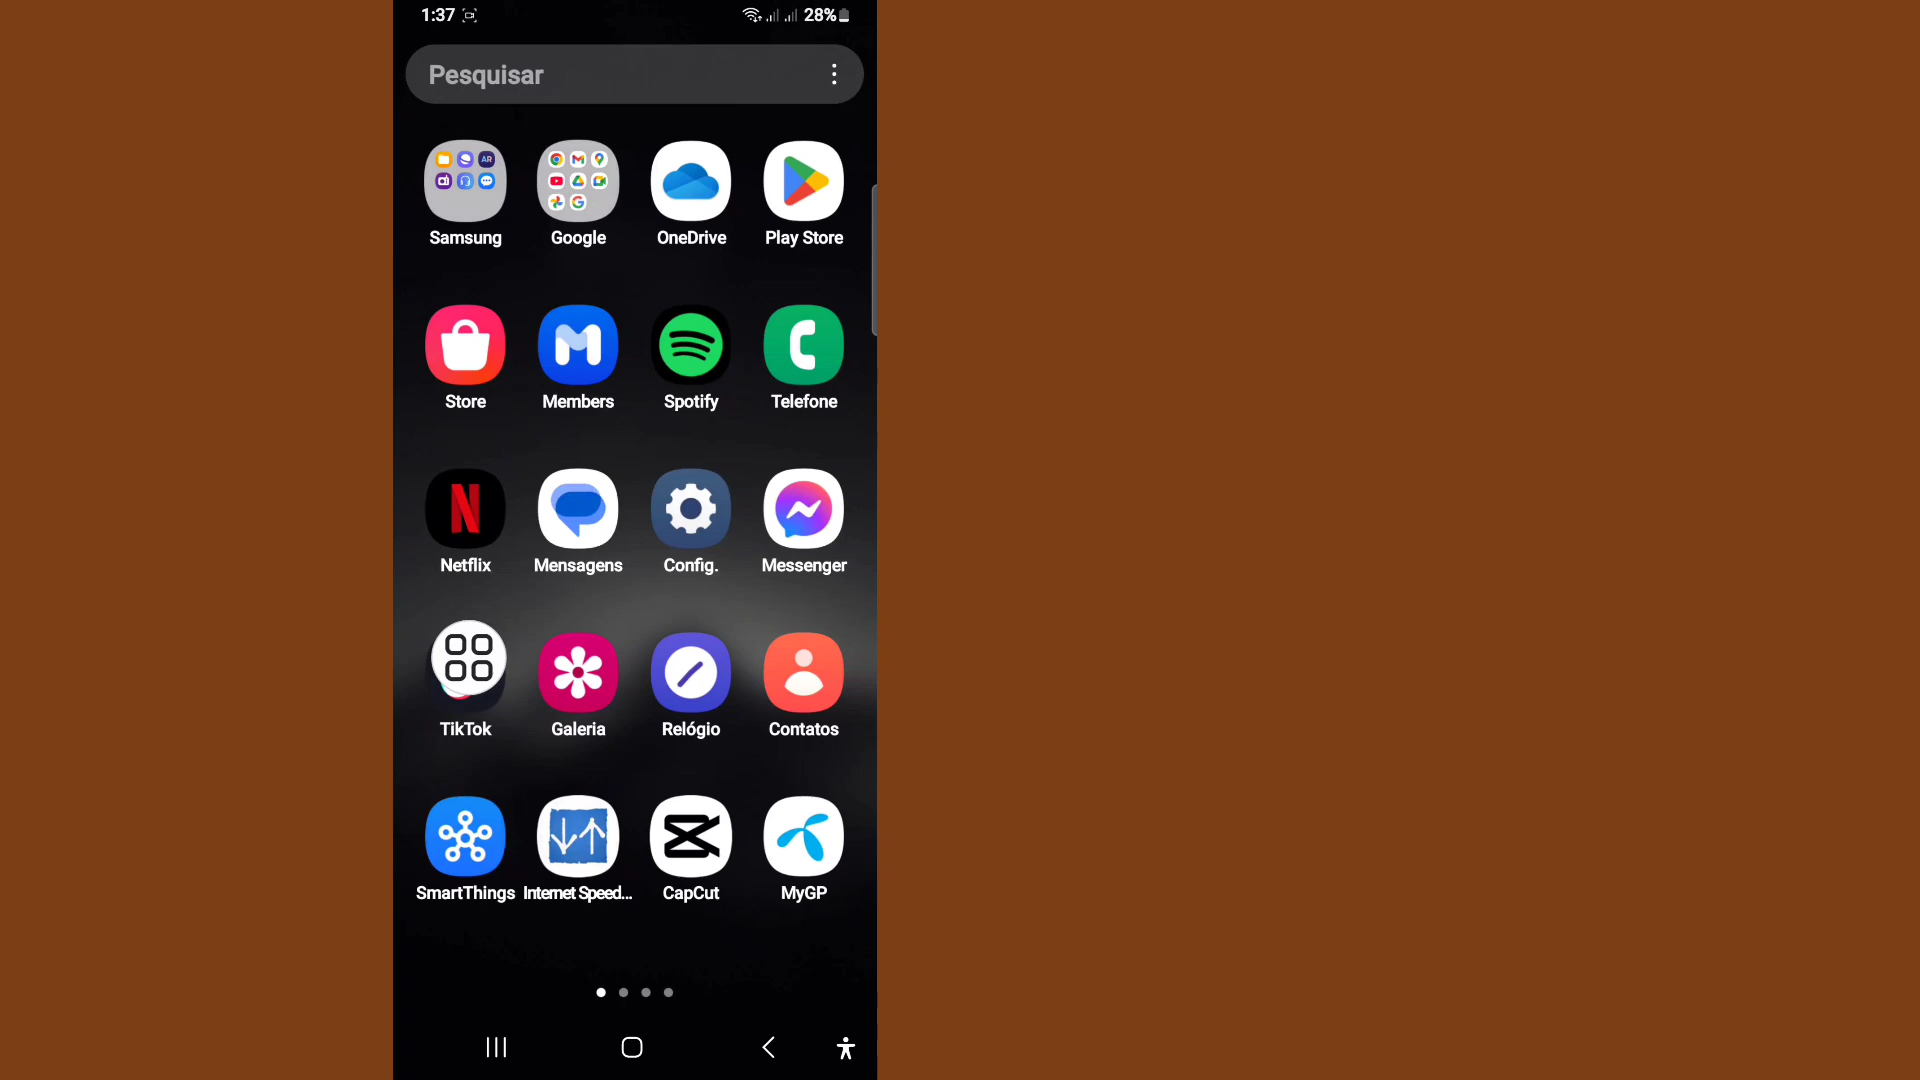 1:37
28%
Pesquisar
AR
Samsung
Google
OneDrive
Play Store
Store
Members
Spotify
Telefone
Netflix
Mensagens
Config.
Messenger
TikTok
Galeria
Relógio
Contatos
SmartThings
Internet Speed...
CapCut
MyGP